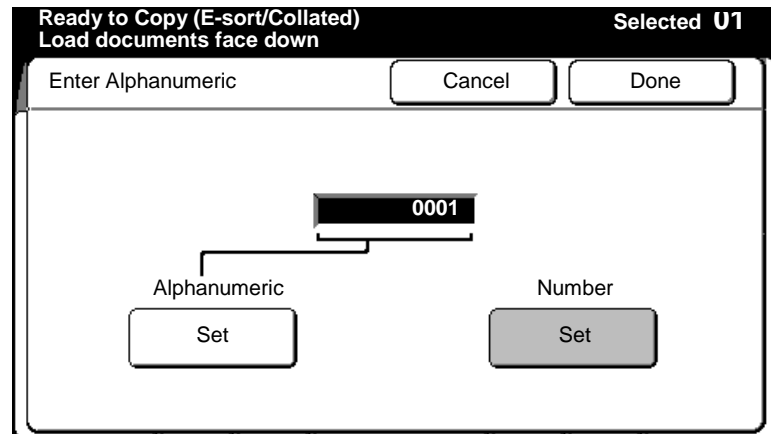 Ready to Copy (E-sort/Collated)
Selected 01
Load documents face down
Enter Alphanumeric
Cancel
Done
0001
Alphanumeric
Number
Set
Set